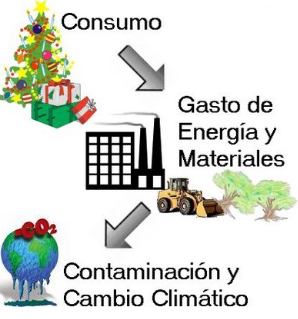 Consumo
Gasto de
Energía y
Materiales
CO2
Contaminación y
Cambio Climático